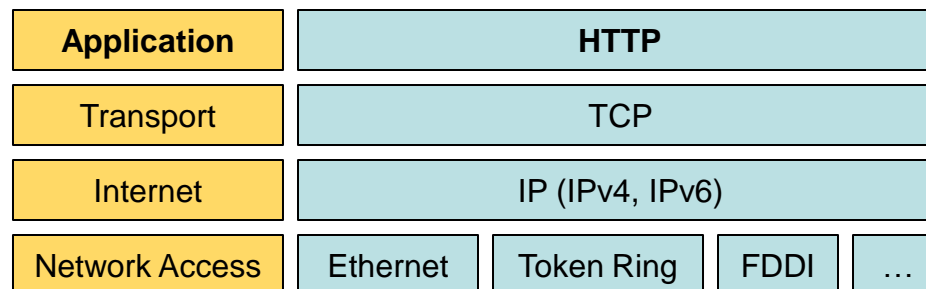 Application HTTP
Transport TCP
Internet IP (IPv4, IPv6)
Network Access Ethernet Token Ring FDDI …